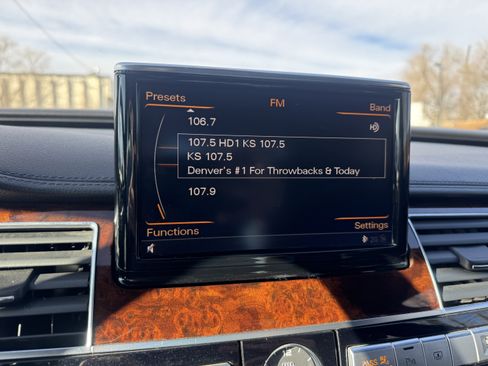 Presets
FM
Band
106.7
107.5 HD1 KS 107.5
KS 107.5
Denver's #1 For Throwbacks & Today
107.9
Functions
Settings
12